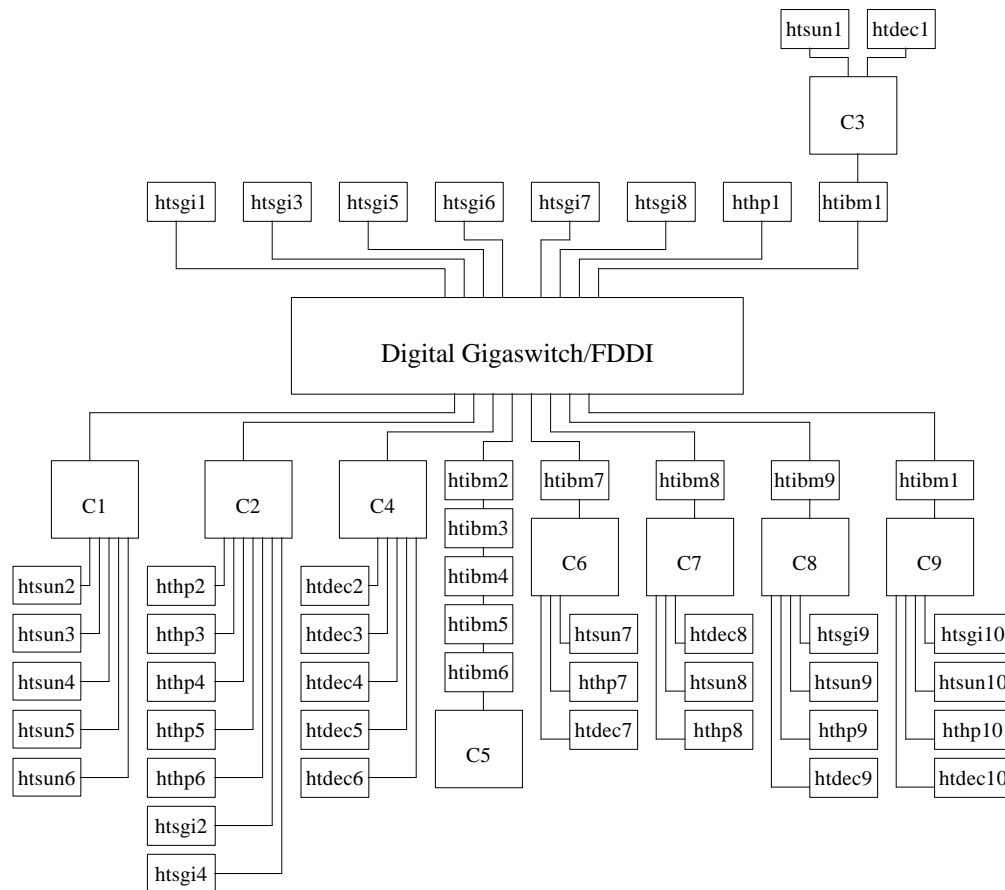 htsun1 htdec1
C3
htsgi1 htsgi3 htsgi5 htsgi6 htsgi7 htsgi8 hthp1 htibm1
Digital Gigaswitch/FDDI
htibm2 htibm7 htibm8 htibm9 htibm1
C1 C2 C4
htibm3
C6 C7 C8 C9
htsun2 hthp2 htdec2 htibm4
htsun3 hthp3 htdec3 htibm5 htsun7 htdec8 htsgi9 htsgi10
htsun4 hthp4 htdec4 htibm6 hthp7 htsun8 htsun9 htsun10
htsun5 hthp5 htdec5 htdec7 hthp8 hthp9 hthp10
C5
htsun6 hthp6 htdec6 htdec9 htdec10
htsgi2
htsgi4